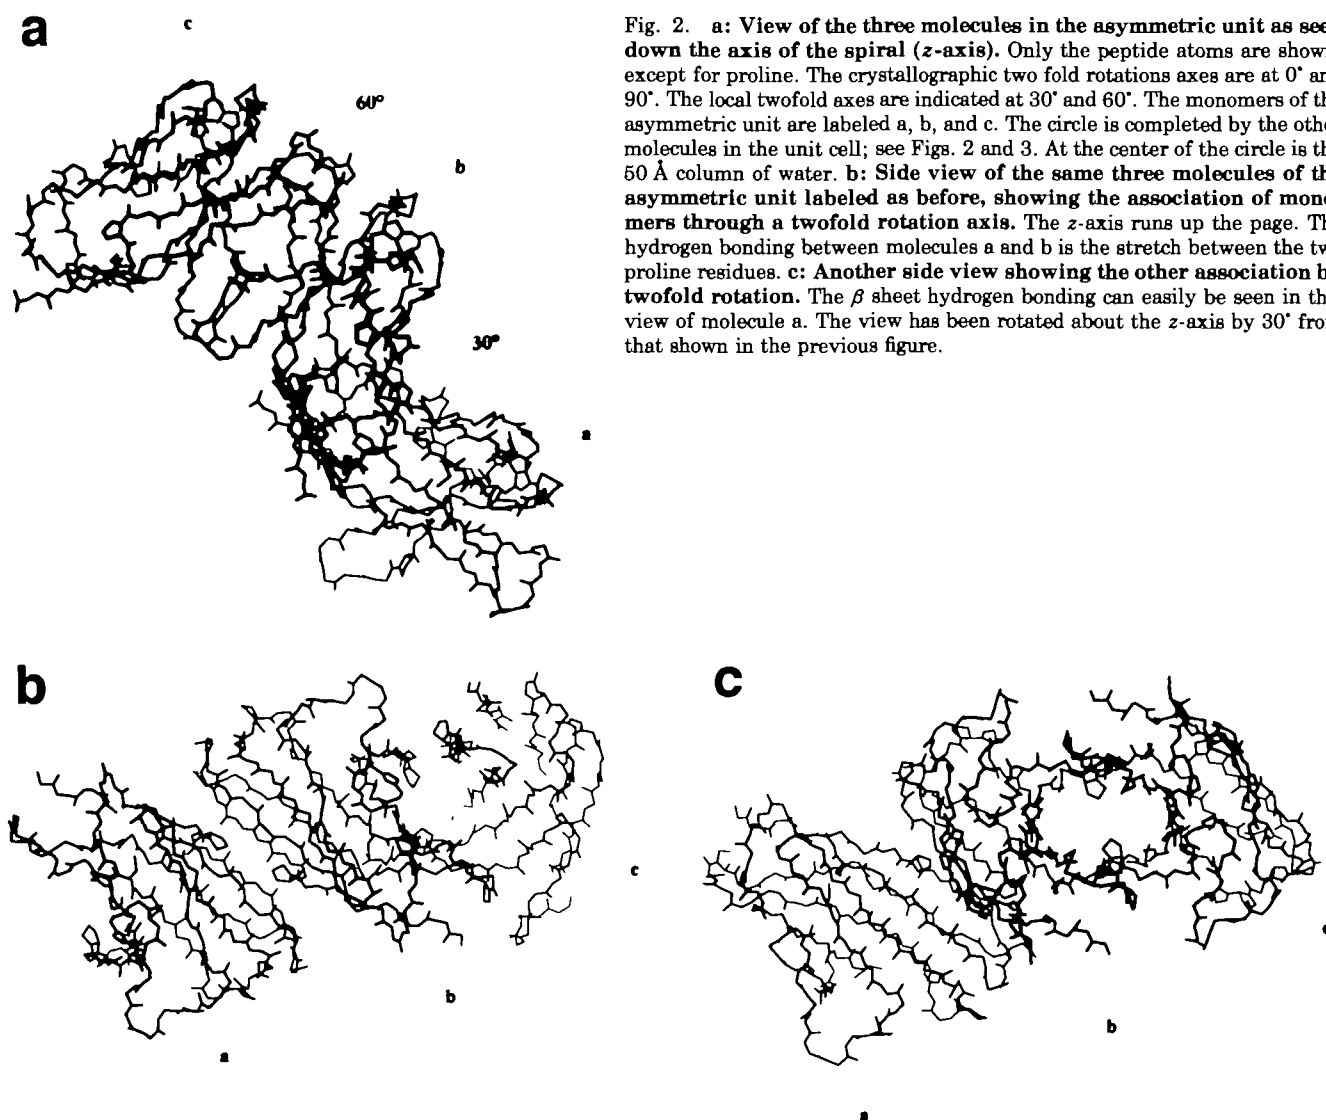 a
c
60°
b
30°
a
Fig. 2. a: View of the three molecules in the asymmetric unit as see
down the axis of the spiral (z-axis). Only the peptide atoms are show
except for proline. The crystallographic two fold rotations axes are at 0° an
90°. The local twofold axes are indicated at 30° and 60°. The monomers of th
asymmetric unit are labeled a, b, and c. The circle is completed by the othe
molecules in the unit cell; see Figs. 2 and 3. At the center of the circle is th
50 Å column of water. b: Side view of the same three molecules of th
asymmetric unit labeled as before, showing the association of mono
mers through a twofold rotation axis. The z-axis runs up the page. Th
hydrogen bonding between molecules a and b is the stretch between the tw
proline residues. c: Another side view showing the other association b
twofold rotation. The β sheet hydrogen bonding can easily be seen in th
view of molecule a. The view has been rotated about the z-axis by 30° fro
that shown in the previous figure.
b
c
b
a
c
b